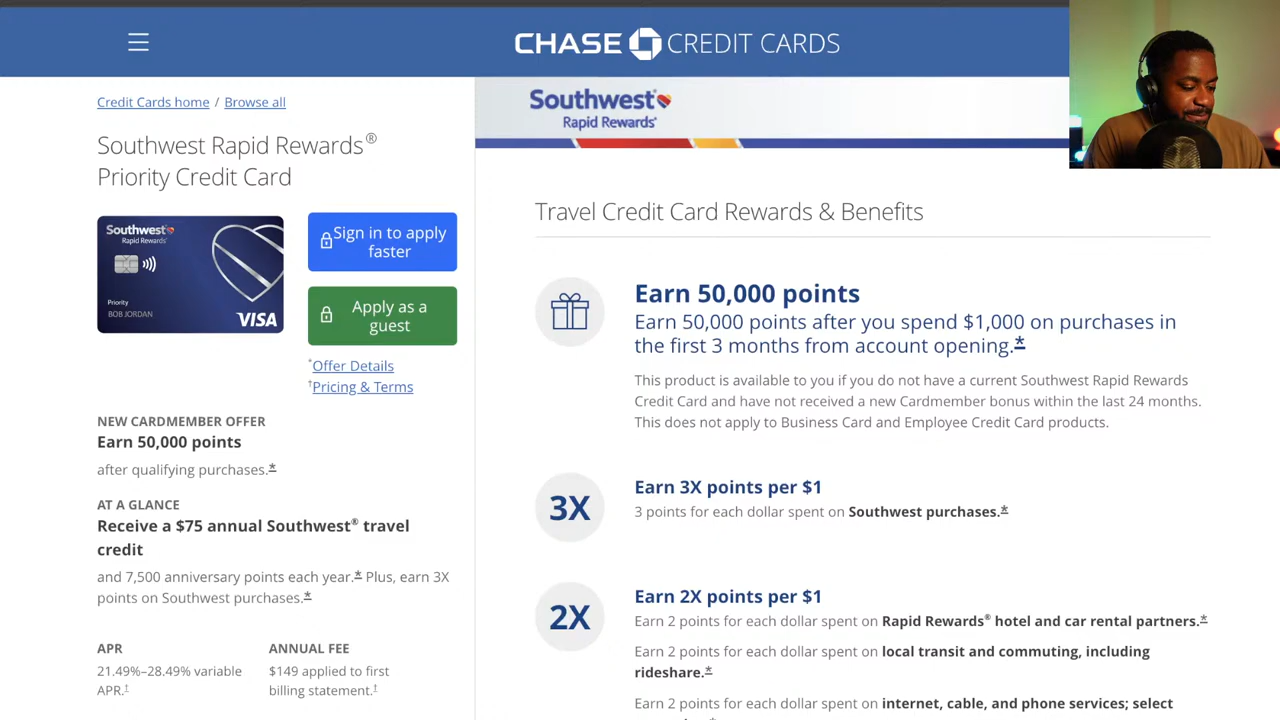 CHASE CREDIT CARDS
Credit Cards home / Browse all
Southwest Rapid Rewards®
Priority Credit Card
Southwest
Rapid Rewards®
Priority
BOB JORDAN
VISA
Sign in to apply
faster
Apply as a
guest
*Offer Details
†Pricing & Terms
NEW CARDMEMBER OFFER
Earn 50,000 points
after qualifying purchases.*
AT A GLANCE
Receive a $75 annual Southwest® travel
credit
and 7,500 anniversary points each year.* Plus, earn 3X
points on Southwest purchases.*
APR
21.49%–28.49% variable
APR.†
ANNUAL FEE
$149 applied to first
billing statement.†
Southwest®
Rapid Rewards®
Travel Credit Card Rewards & Benefits
Earn 50,000 points
Earn 50,000 points after you spend $1,000 on purchases in
the first 3 months from account opening.*
This product is available to you if you do not have a current Southwest Rapid Rewards
Credit Card and have not received a new Cardmember bonus within the last 24 months.
This does not apply to Business Card and Employee Credit Card products.
3X
Earn 3X points per $1
3 points for each dollar spent on Southwest purchases.*
2X
Earn 2X points per $1
Earn 2 points for each dollar spent on Rapid Rewards® hotel and car rental partners.*
Earn 2 points for each dollar spent on local transit and commuting, including
rideshare.*
Earn 2 points for each dollar spent on internet, cable, and phone services; select